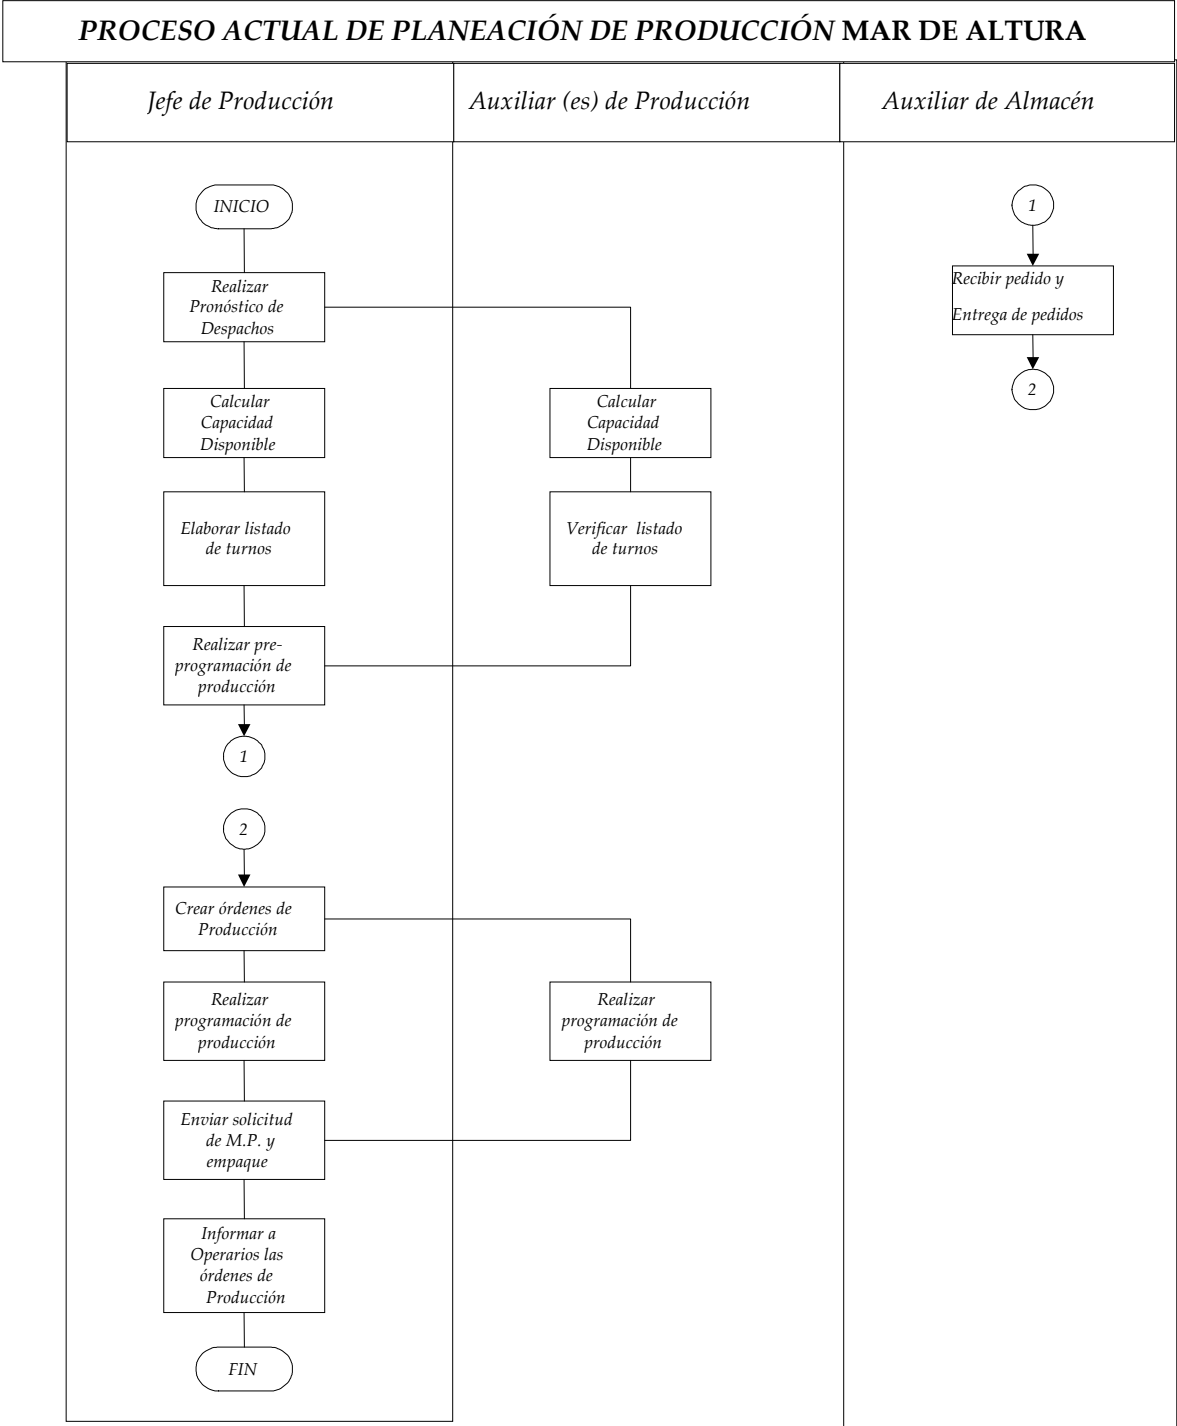 PROCESO ACTUAL DE PLANEACIÓN DE PRODUCCIÓN MAR DE ALTURA
Jefe de Producción
Auxiliar (es) de Producción
Auxiliar de Almacén
INICIO
Realizar
Pronóstico de
Despachos
Calcular
Capacidad
Disponible
Elaborar listado
de turnos
Realizar pre-
programación de
producción
1
2
Crear órdenes de
Producción
Realizar
programación de
producción
Enviar solicitud
de M.P. y
empaque
Informar a
Operarios las
órdenes de
Producción
FIN
Calcular
Capacidad
Disponible
Verificar listado
de turnos
Realizar
programación de
producción
1
Recibir pedido y
Entrega de pedidos
2